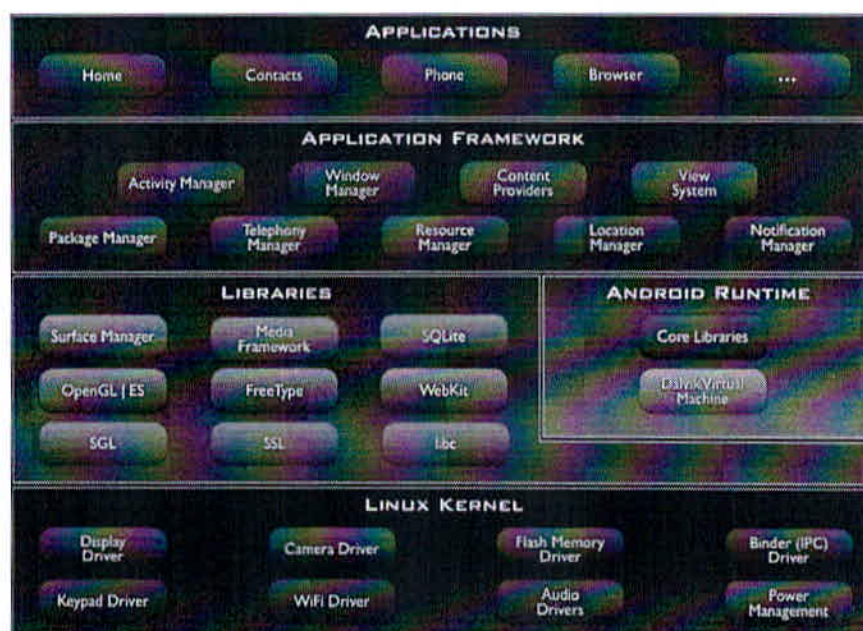 APPLICATIONS
Home
Contacts
Phone
Browser
...
APPLICATION FRAMEWORK
Activity Manager
Window
Manager
Content
Providers
View
System
Package Manager
Telephony
Manager
Resource
Manager
Location
Manager
Notification
Manager
LIBRARIES
Surface Manager
Media
Framework
SQLite
OpenGL | ES
FreeType
WebKit
SGL
SSL
libc
ANDROID RUNTIME
Core Libraries
Dalvik Virtual
Machine
LINUX KERNEL
Display
Driver
Camera Driver
Flash Memory
Driver
Binder (IPC)
Driver
Keypad Driver
WiFi Driver
Audio
Drivers
Power
Management